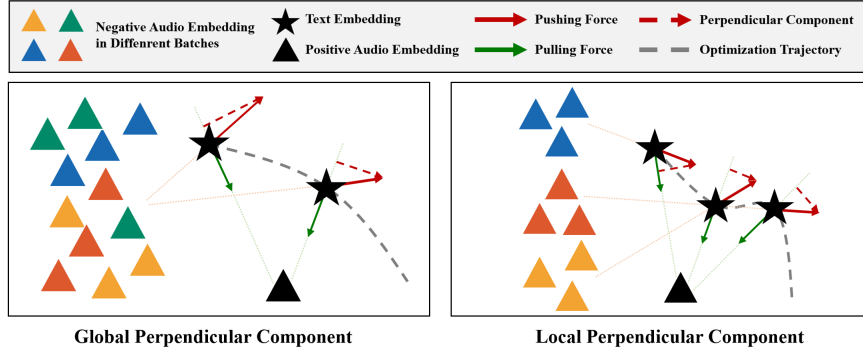 Negative Audio Embedding
in Diffenrent Batches
Text Embedding
Positive Audio Embedding
Pushing Force
Pulling Force
Perpendicular Component
Optimization Trajectory
Global Perpendicular Component
Local Perpendicular Component